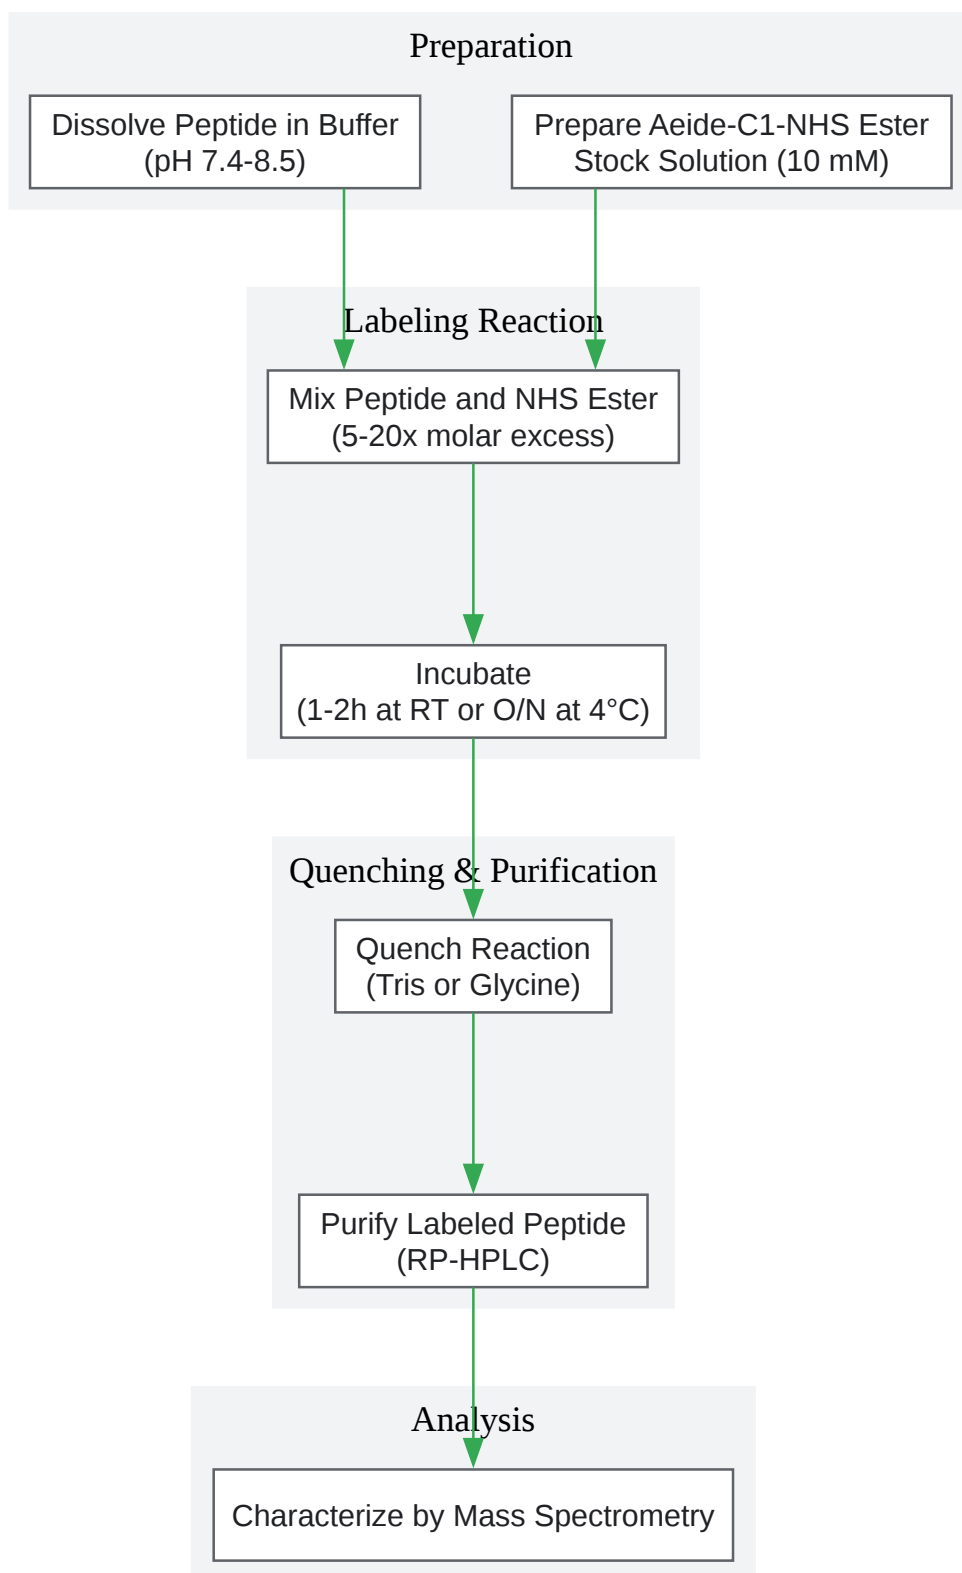 Preparation
Dissolve Peptide in Buffer
(pH 7.4-8.5)
Prepare Aeide-C1-NHS Ester
Stock Solution (10 mM)
Labeling Reaction
Mix Peptide and NHS Ester
(5-20x molar excess)
Incubate
(1-2h at RT or O/N at 4°C)
Quenching & Purification
Quench Reaction
(Tris or Glycine)
Purify Labeled Peptide
(RP-HPLC)
Analysis
Characterize by Mass Spectrometry